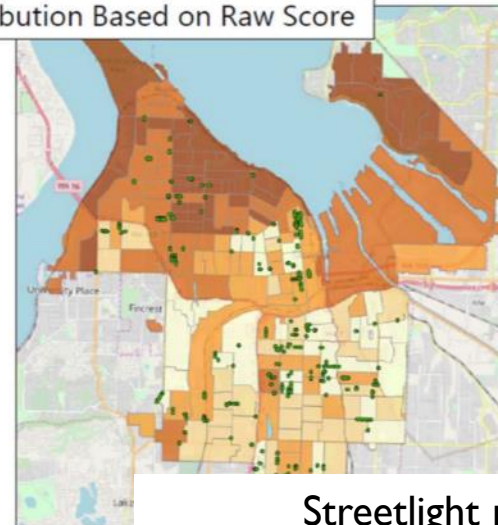 bution Based on Raw Score
University Place
Fircrest
Streetlight